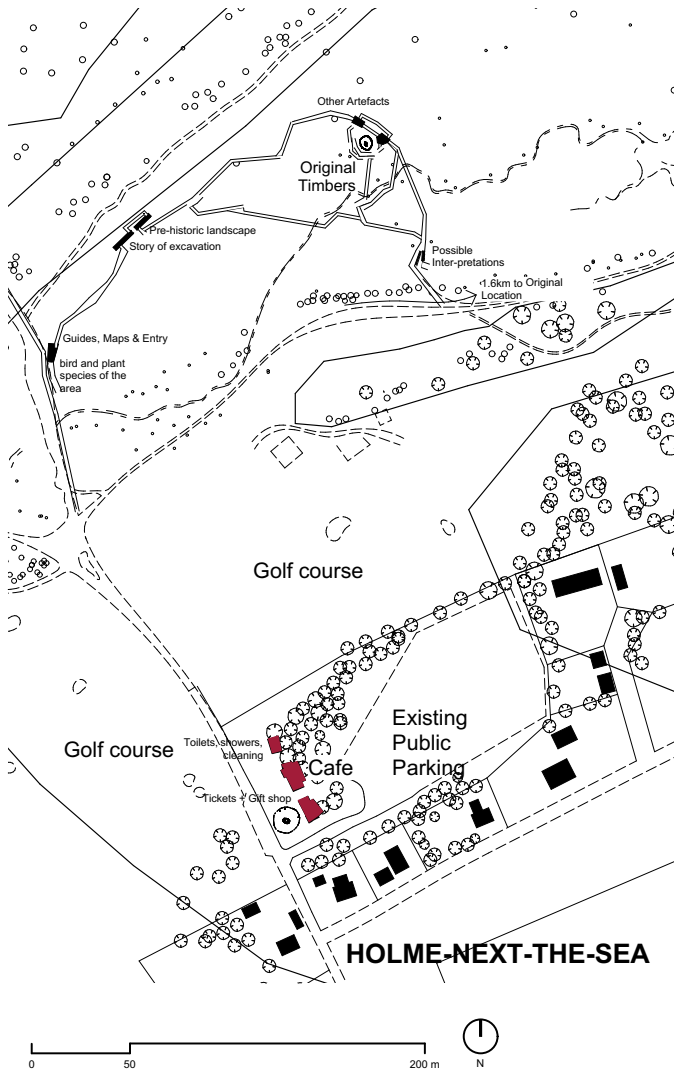 Other Artefacts
Original
Timbers
Pre-historic landscape
Story of excavation
Possible
Inter-pretations
1.6km to Original
Location
Guides, Maps & Entry
bird and plant
species of the
area
Golf course
Golf course
Existing
Public
Parking
Toilets, showers,
cleaning
Cafe
Tickets + Gift shop
HOLME-NEXT-THE-SEA
0
50
200 m
N